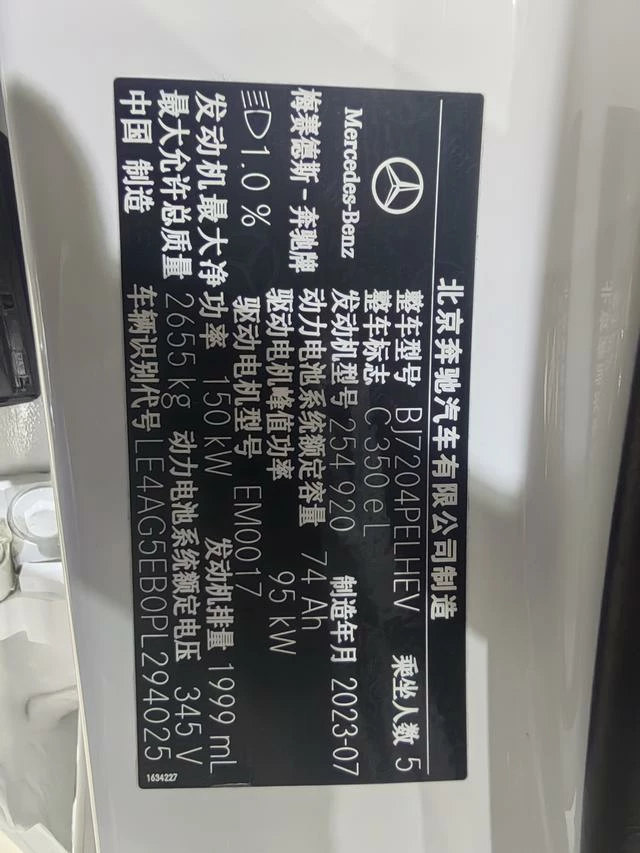 北京奔驰汽车有限公司制造
Mercedes-Benz
梅赛德斯-奔驰牌
整车型号 BJ7204PELHEV 乘坐人数 5
整车标志 C 350 e L
发动机型号 254 920 制造年月 2023-07
动力电池系统额定容量 74 Ah
驱动电机峰值功率 95 kW
1.0 % 驱动电机型号 EM0017
发动机最大净功率 150 kW 发动机排量 1999 mL
最大允许总质量 2655 kg 动力电池系统额定电压 345 V
中国 制造 车辆识别代号 LE4AG5EB0PL294025
1634227